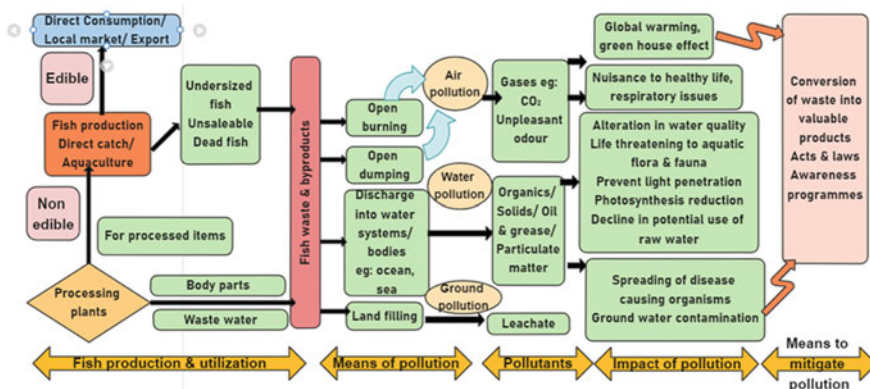 Direct Consumption/
Local market/ Export
Edible
Fish production
Direct catch/
Aquaculture
Non
edible
For processed items
Processing
plants
Undersized
fish
Unsaleable
Dead fish
Body parts
Waste water
Fish waste & byproducts
Open
burning
Open
dumping
Discharge
into water
systems/
bodies
eg: ocean,
sea
Land filling
Air
pollution
Water
pollution
Ground
pollution
Gases eg:
CO₂
Unpleasant
odour
Organics/
Solids/ Oil
& grease/
Particulate
matter
Leachate
Global warming,
green house effect
Nuisance to healthy life,
respiratory issues
Alteration in water quality
Life threatening to aquatic
flora & fauna
Prevent light penetration
Photosynthesis reduction
Decline in potential use of
raw water
Spreading of disease
causing organisms
Ground water contamination
Conversion
of waste into
valuable
products
Acts & laws
Awareness
programmes
Fish production & utilization
Means of pollution
Pollutants
Impact of pollution
Means to
mitigate
pollution